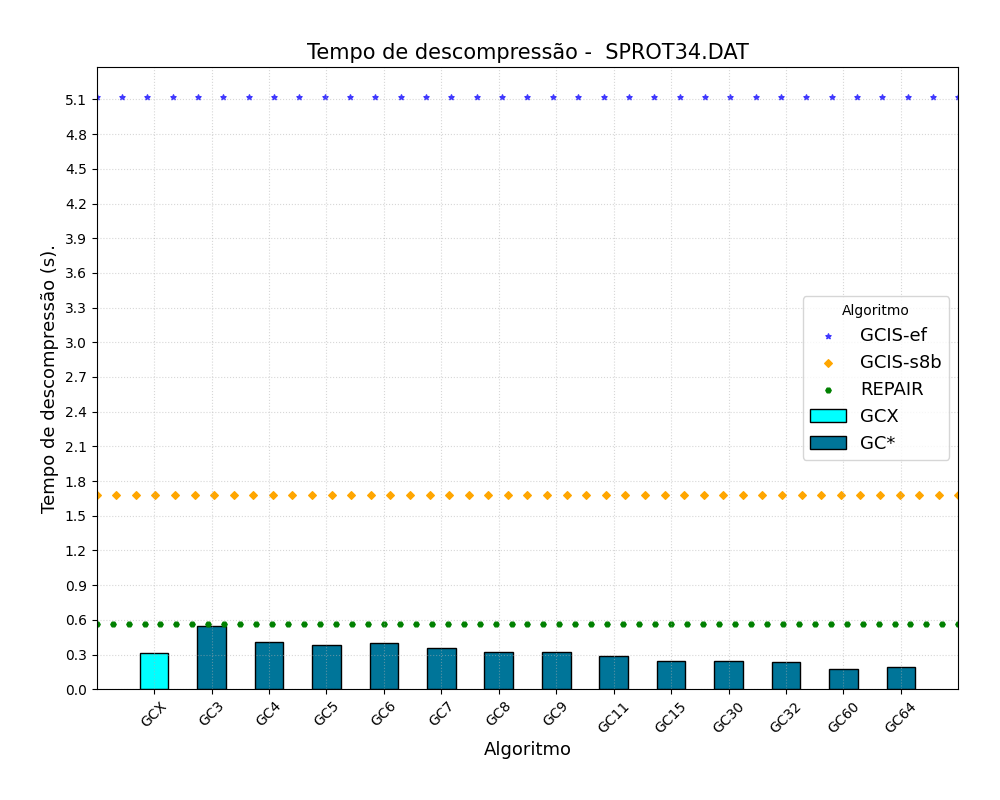 Tempo de descompressão - SPROT34.DAT
Tempo de descompressão (s).
5.1
4.8
4.5
4.2
3.9
3.6
3.3
3.0
2.7
2.4
2.1
1.8
1.5
1.2
0.9
0.6
0.3
0.0
Algoritmo
GCIS-ef
GCIS-s8b
REPAIR
GCX
GC*
GCX GC3 GC4 GC5 GC6 GC7 GC8 GC9 GC11 GC15 GC30 GC32 GC60 GC64
Algoritmo